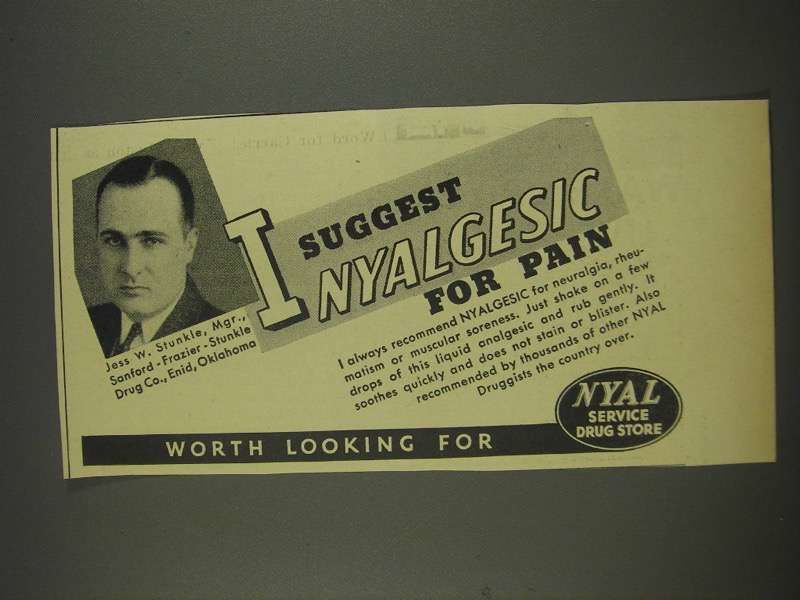 I SUGGEST
NYALGESIC
FOR PAIN
Jess W. Stunkle, Mgr.,
Sanford-Frazier-Stunkle
Drug Co., Enid, Oklahoma
I always recommend NYALGESIC for neuralgia, rheu-
matism or muscular soreness. Just shake on a few
drops of this liquid analgesic and rub gently. It
soothes quickly and does not stain or blister. Also
recommended by thousands of other NYAL
Druggists the country over.
WORTH LOOKING FOR
NYAL
SERVICE
DRUG STORE